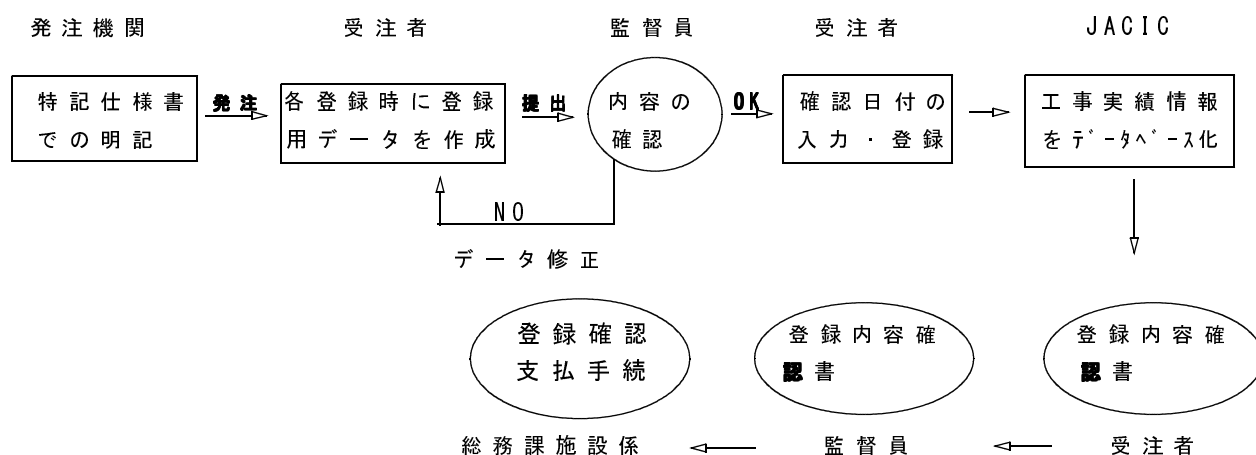 発注機関 受注者 監督員 受注者 JACIC
特記仕様書
での明記
発注
各登録時に登録
用データを作成
提出
内容の
確認
OK
確認日付の
入力・登録
工事実績情報
をデータベース化
NO
データ修正
登録確認
支払手続
登録内容確
認書
登録内容確
認書
総務課施設係 監督員 受注者